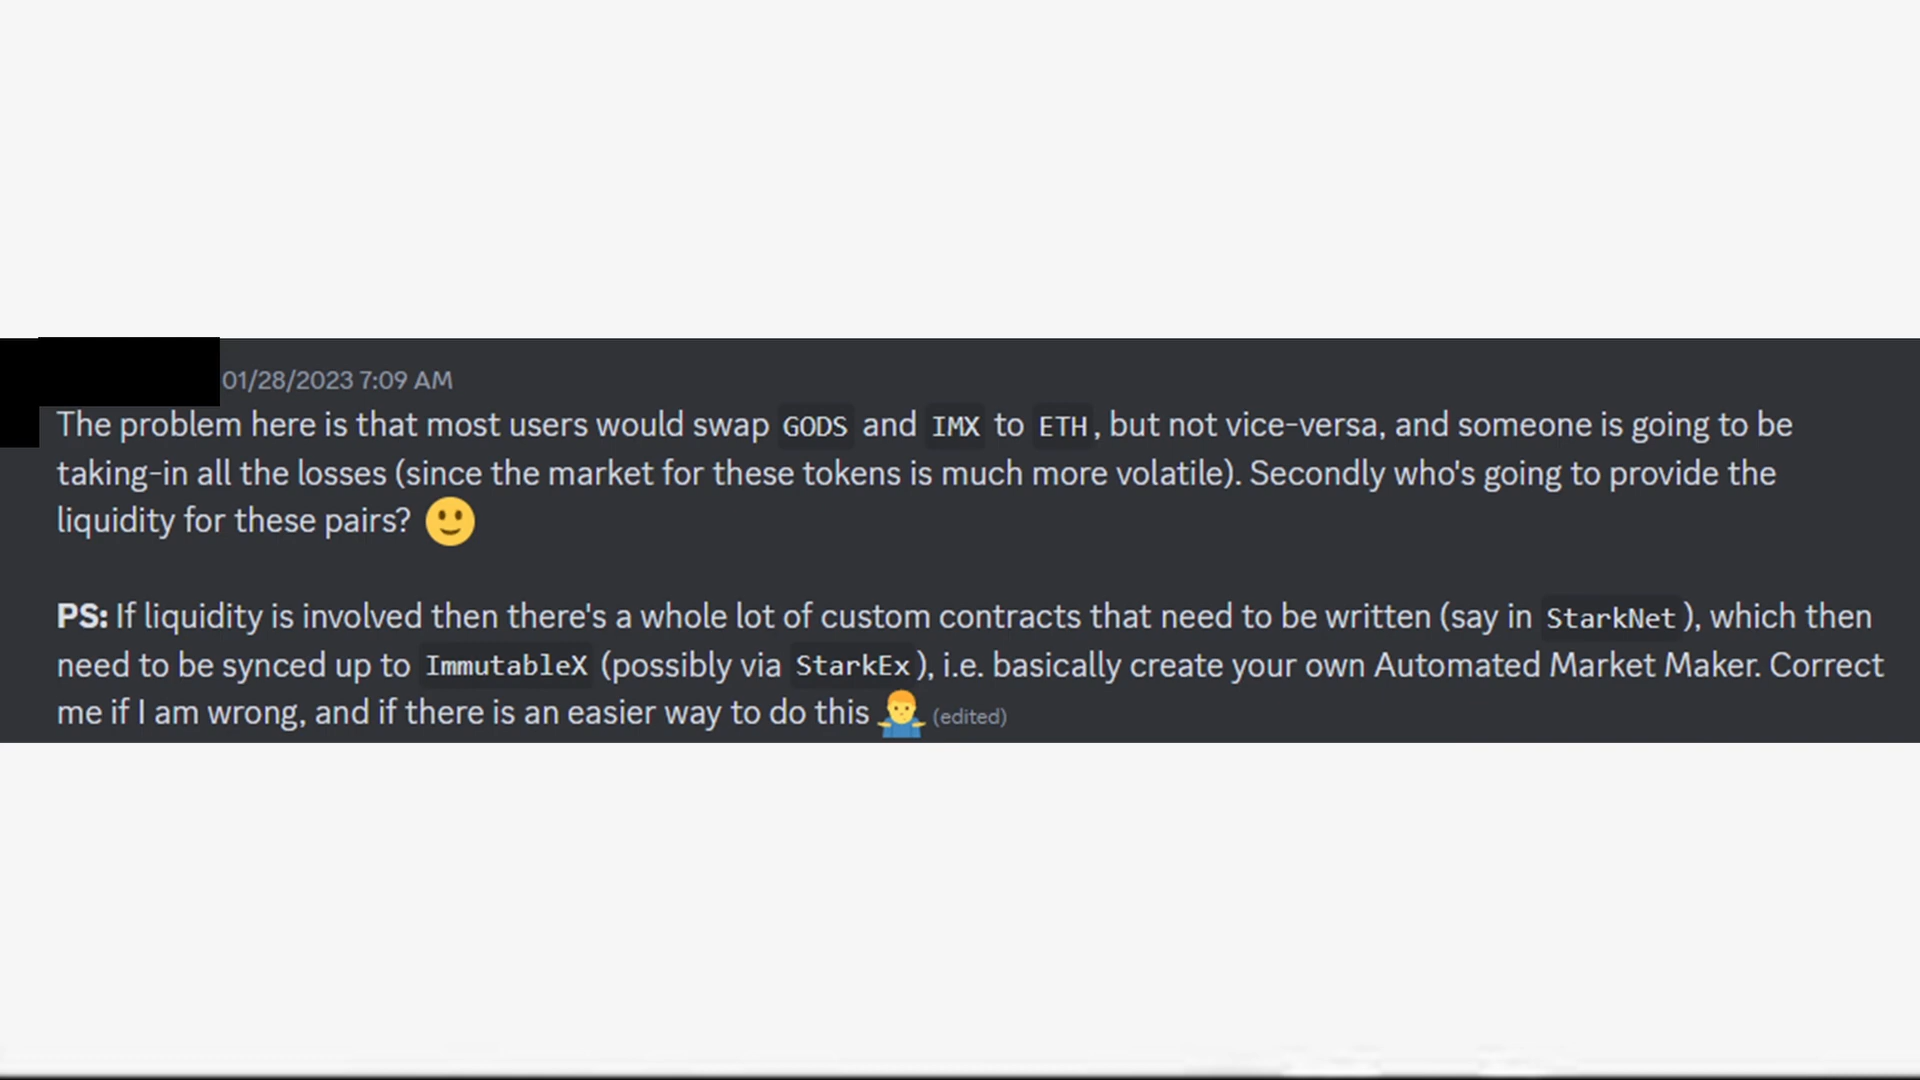 01/28/2023 7:09 AM
The problem here is that most users would swap GODS and IMX to ETH, but not vice-versa, and someone is going to be
taking-in all the losses (since the market for these tokens is much more volatile). Secondly who's going to provide the
liquidity for these pairs? 🙂
PS: If liquidity is involved then there's a whole lot of custom contracts that need to be written (say in StarkNet), which then
need to be synced up to ImmutableX (possibly via StarkEx), i.e. basically create your own Automated Market Maker. Correct
me if I am wrong, and if there is an easier way to do this 🤷‍♂️ (edited)